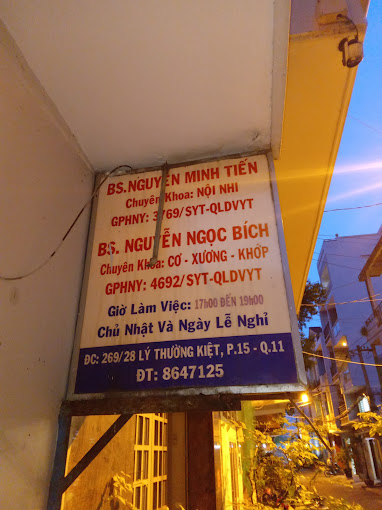 BS.NGUYỄN MINH TIẾN
Chuyên Khoa: NỘI NHI
GPHNY: 3769/SYT-QLDVYT
BS. NGUYỄN NGỌC BÍCH
Chuyên Khoa: CƠ - XƯƠNG - KHỚP
GPHNY: 4692/SYT-QLDVYT
Giờ Làm Việc: 17h00 ĐẾN 19h00
Chủ Nhật Và Ngày Lễ Nghỉ
ĐC: 269/28 LÝ THƯỜNG KIỆT, P.15 - Q.11
ĐT: 8647125